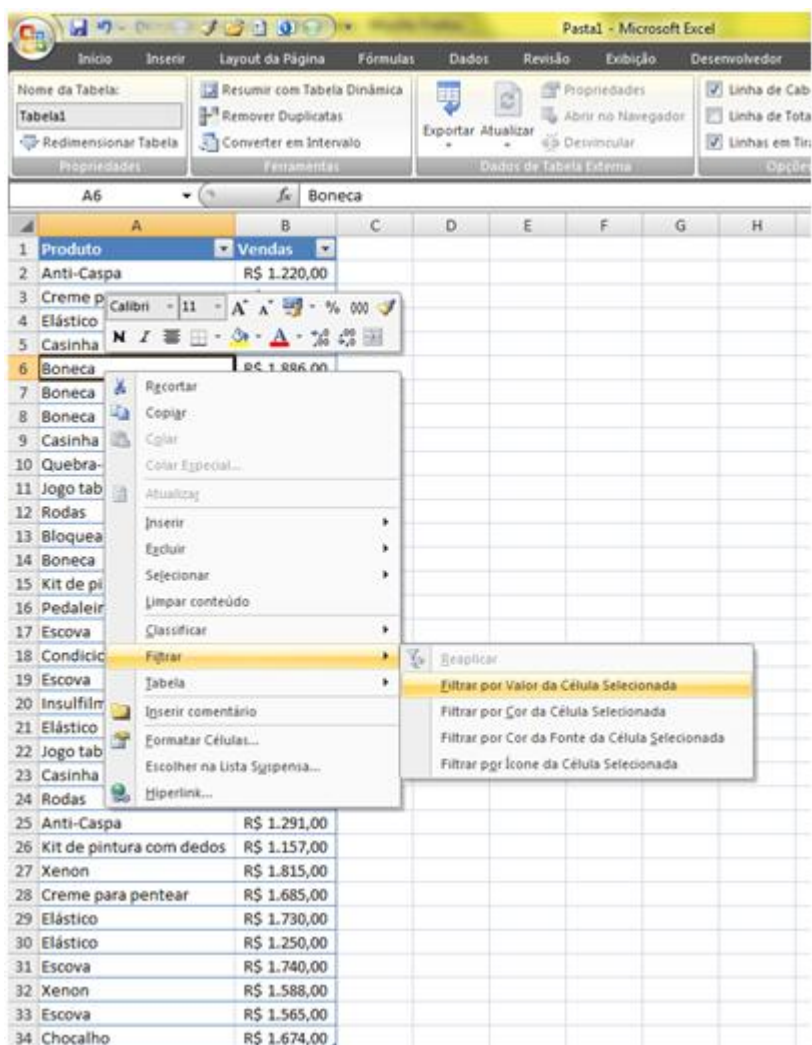 Pasta1 - Microsoft Excel
Início Inserir Layout da Página Fórmulas Dados Revisão Exibição Desenvolvedor
Nome da Tabela:
Tabela1
Redimensionar Tabela
Propriedades
Resumir com Tabela Dinâmica
Remover Duplicatas
Converter em Intervalo
Ferramentas
Exportar Atualizar
Propriedades
Abrir no Navegador
Desvincular
Dados de Tabela Externa
Linha de Cab
Linha de Tota
Linhas em Tira
Opções
A6 fx Boneca
A B C D E F G H
1 Produto Vendas
2 Anti-Caspa R$ 1.220,00
3 Creme p
4 Elástico
5 Casinha
Calibri 11 A A % 000
N I A
6 Boneca R$ 1.886,00
7 Boneca
8 Boneca
9 Casinha
10 Quebra-
11 Jogo tab
12 Rodas
13 Bloquea
14 Boneca
15 Kit de pi
16 Pedaleir
17 Escova
18 Condicic
19 Escova
20 Insulfilm
21 Elástico
22 Jogo tab
23 Casinha
24 Rodas
Recortar
Copiar
Colar
Colar Especial...
Atualizar
Inserir
Excluir
Selecionar
Limpar conteúdo
Classificar
Filtrar
Tabela
Inserir comentário
Formatar Células...
Escolher na Lista Suspensa...
Hiperlink...
Reaplicar
Filtrar por Valor da Célula Selecionada
Filtrar por Cor da Célula Selecionada
Filtrar por Cor da Fonte da Célula Selecionada
Filtrar por Ícone da Célula Selecionada
25 Anti-Caspa R$ 1.291,00
26 Kit de pintura com dedos R$ 1.157,00
27 Xenon R$ 1.815,00
28 Creme para pentear R$ 1.685,00
29 Elástico R$ 1.730,00
30 Elástico R$ 1.250,00
31 Escova R$ 1.740,00
32 Xenon R$ 1.588,00
33 Escova R$ 1.565,00
34 Chocalho R$ 1.674,00